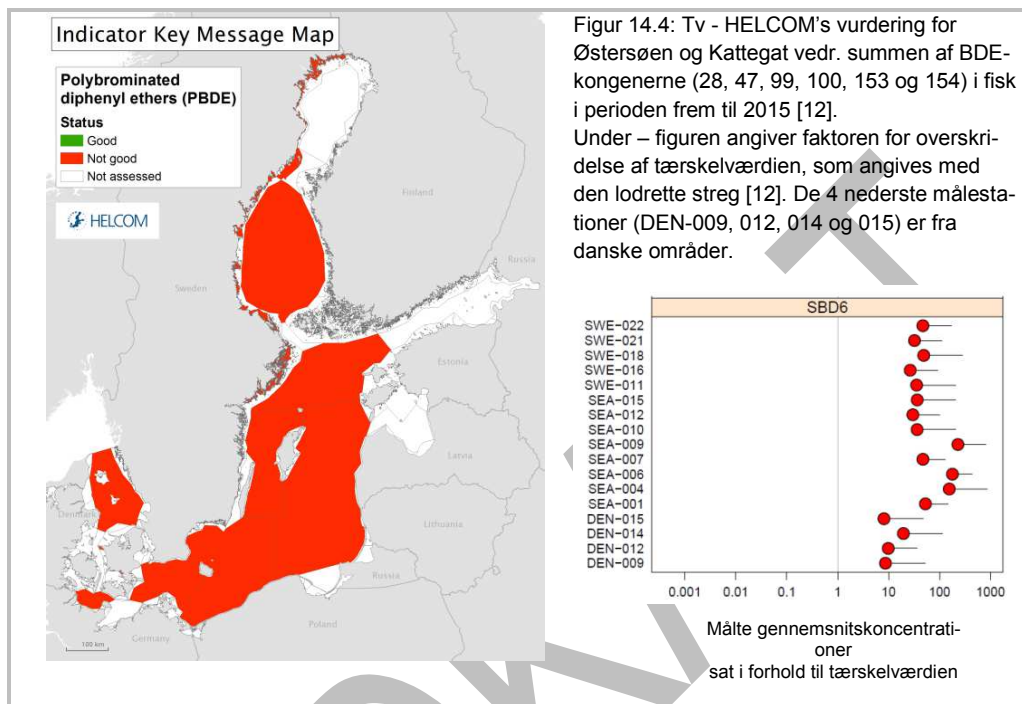 Indicator Key Message Map
Polybrominated
diphenyl ethers (PBDE)
Status
Good
Not good
Not assessed
HELCOM
Finland
Russia
Sweden
Estonia
Latvia
Denmark
Lithuania
Russia
Germany
Poland
100 km
Figur 14.4: Tv - HELCOM's vurdering for
Østersøen og Kattegat vedr. summen af BDE-
kongenerne (28, 47, 99, 100, 153 og 154) i fisk
i perioden frem til 2015 [12].
Under – figuren angiver faktoren for overskri-
delse af tærskelværdien, som angives med
den lodrette streg [12]. De 4 nederste målesta-
tioner (DEN-009, 012, 014 og 015) er fra
danske områder.
SBD6
SWE-022
SWE-021
SWE-018
SWE-016
SWE-011
SEA-015
SEA-012
SEA-010
SEA-009
SEA-007
SEA-006
SEA-004
SEA-001
DEN-015
DEN-014
DEN-012
DEN-009
0.001 0.01 0.1 1 10 100 1000
Målte gennemsnitskoncentrati-
oner
sat i forhold til tærskelværdien